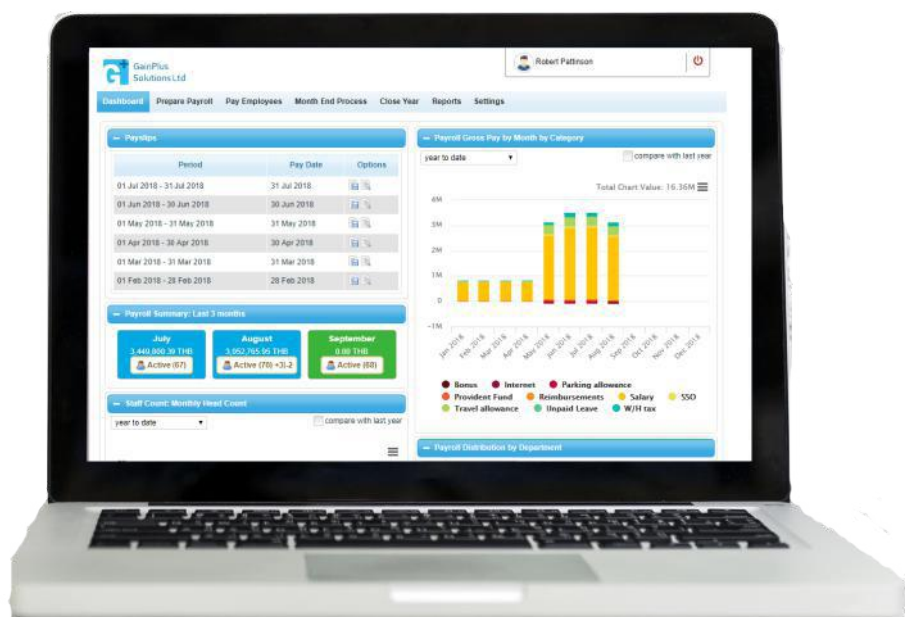 GainPlus
Solutions Ltd
Robert Pattinson
Dashboard Prepare Payroll Pay Employees Month End Process Close Year Reports Settings
Payslips
Period Pay Date Options
01 Jul 2018 - 31 Jul 2018 31 Jul 2018
01 Jun 2018 - 30 Jun 2018 30 Jun 2018
01 May 2018 - 31 May 2018 31 May 2018
01 Apr 2018 - 30 Apr 2018 30 Apr 2018
01 Mar 2018 - 31 Mar 2018 31 Mar 2018
01 Feb 2018 - 28 Feb 2018 28 Feb 2018
Payroll Summary: Last 3 months
July August September
3,449,800.39 THB 3,052,765.95 THB 0.00 THB
Active (67) Active (70) +3|-2 Active (68)
Staff Count: Monthly Head Count
year to date compare with last year
Payroll Gross Pay by Month by Category
year to date compare with last year
Total Chart Value: 16.36M
4M
3M
2M
1M
0
-1M
Jan 2018 Feb 2018 Mar 2018 Apr 2018 May 2018 Jun 2018 Jul 2018 Aug 2018 Sep 2018 Oct 2018 Nov 2018 Dec 2018
Bonus Internet Parking allowance
Provident Fund Reimbursements Salary SSO
Travel allowance Unpaid Leave W/H tax
Payroll Distribution by Department